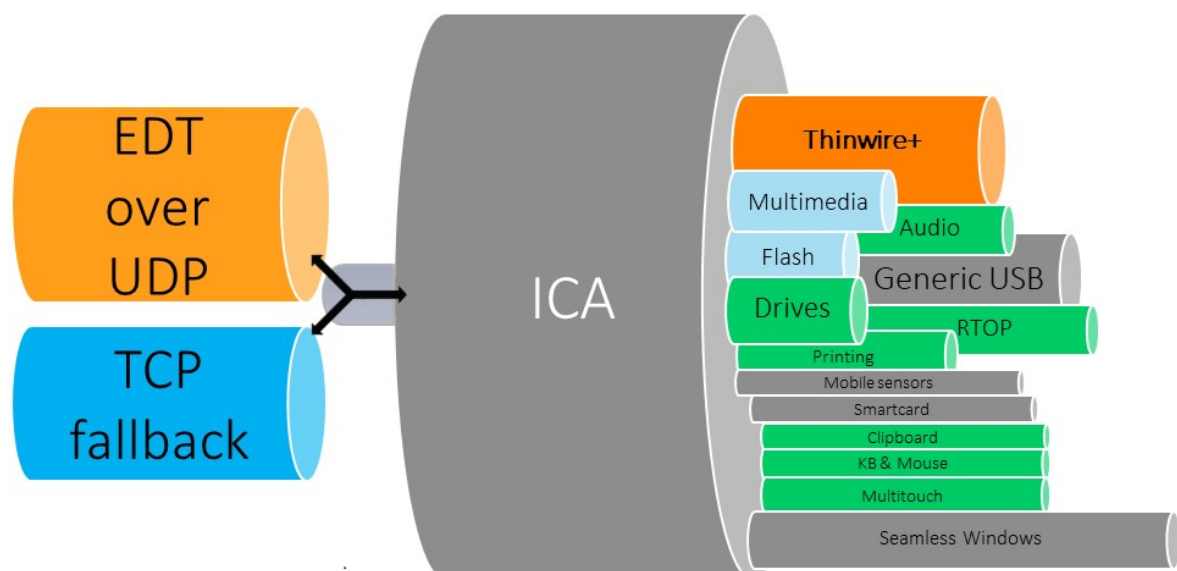 EDT
over
UDP
TCP
fallback
ICA
Thinwire+
Multimedia
Audio
Flash
Generic USB
Drives
RTOP
Printing
Mobile sensors
Smartcard
Clipboard
KB & Mouse
Multitouch
Seamless Windows